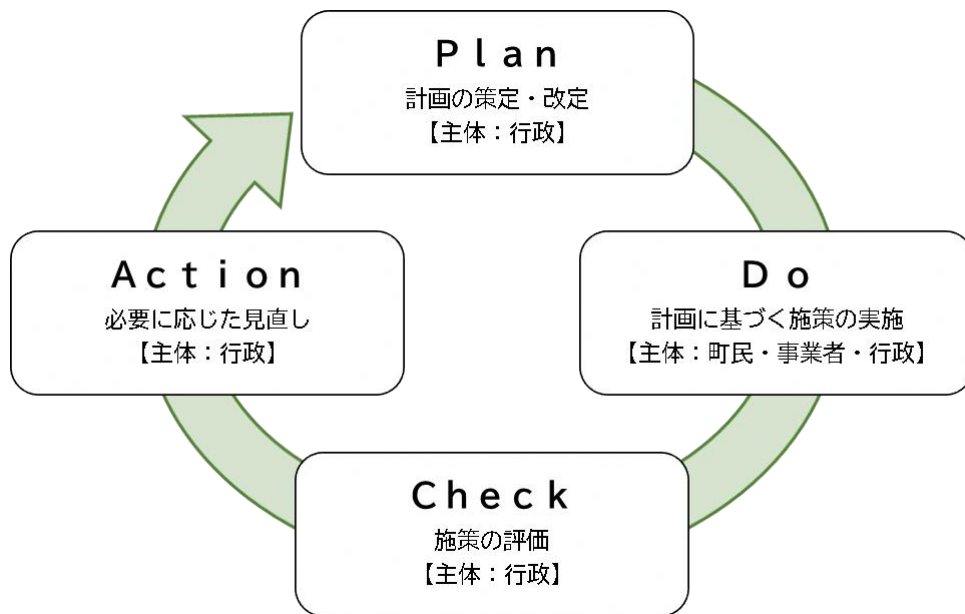 Plan
計画の策定・改定
【主体：行政】
Action
必要に応じた見直し
【主体：行政】
Do
計画に基づく施策の実施
【主体：町民・事業者・行政】
Check
施策の評価
【主体：行政】